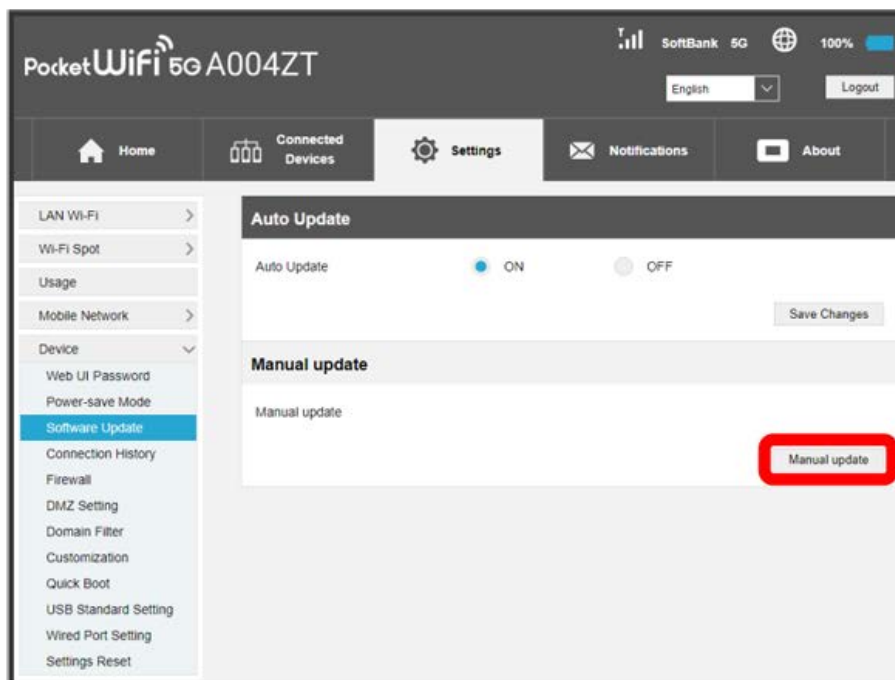 PocketWiFi 5G A004ZT
SoftBank 5G 100%
English
Logout
Home
Connected
Devices
Settings
Notifications
About
LAN Wi-Fi
Wi-Fi Spot
Usage
Mobile Network
Device
Web UI Password
Power-save Mode
Software Update
Connection History
Firewall
DMZ Setting
Domain Filter
Customization
Quick Boot
USB Standard Setting
Wired Port Setting
Settings Reset
Auto Update
Auto Update ON OFF
Save Changes
Manual update
Manual update
Manual update